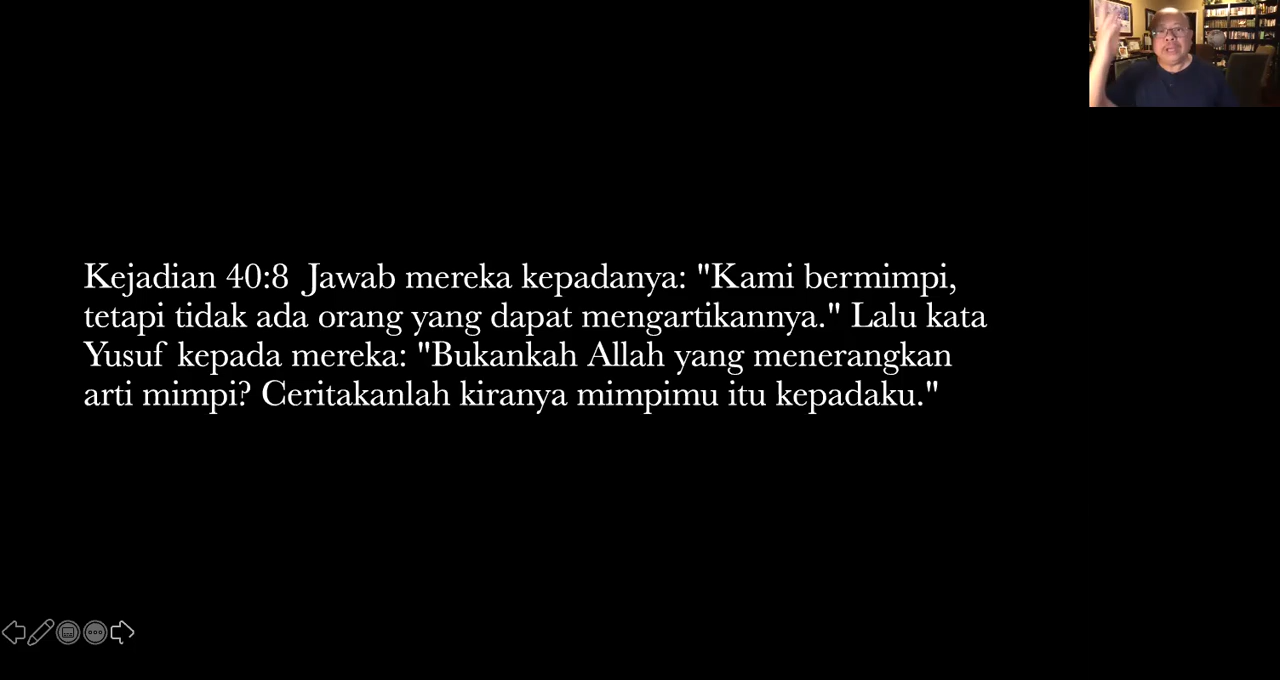 Kejadian 40:8  Jawab mereka kepadanya: "Kami bermimpi,
tetapi tidak ada orang yang dapat mengartikannya." Lalu kata
Yusuf kepada mereka: "Bukankah Allah yang menerangkan
arti mimpi? Ceritakanlah kiranya mimpimu itu kepadaku."